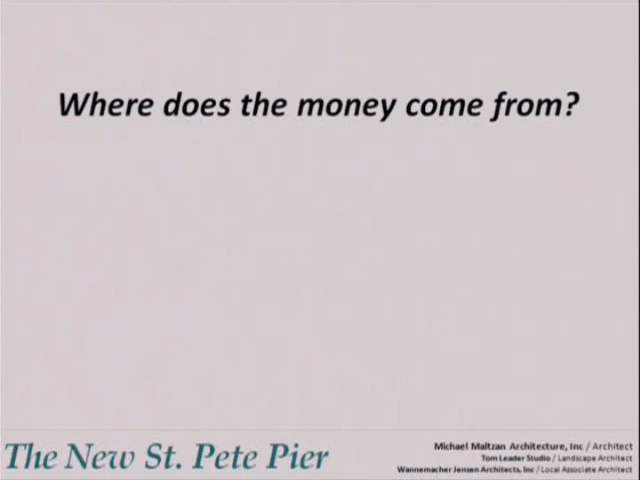 Where does the money come from?
The New St. Pete Pier
Michael Maltzan Architecture, Inc / Architect
Tom Leader Studio / Landscape Architect
Wannemacher Jensen Architects, Inc / Local Associate Architect